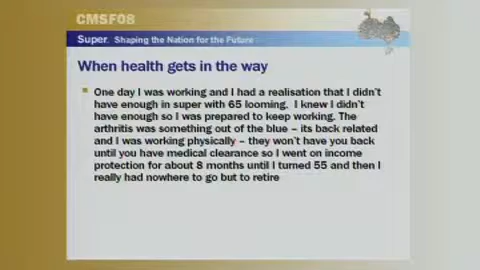 CMSF08
Super. Shaping the Nation for the Future
When health gets in the way
One day I was working and I had a realisation that I didn't
have enough in super with 65 looming. I knew I didn't
have enough so I was prepared to keep working. The
arthritis was something out of the blue – its back related
and I was working physically – they won't have you back
until you have medical clearance so I went on income
protection for about 8 months until I turned 55 and then I
really had nowhere to go but to retire